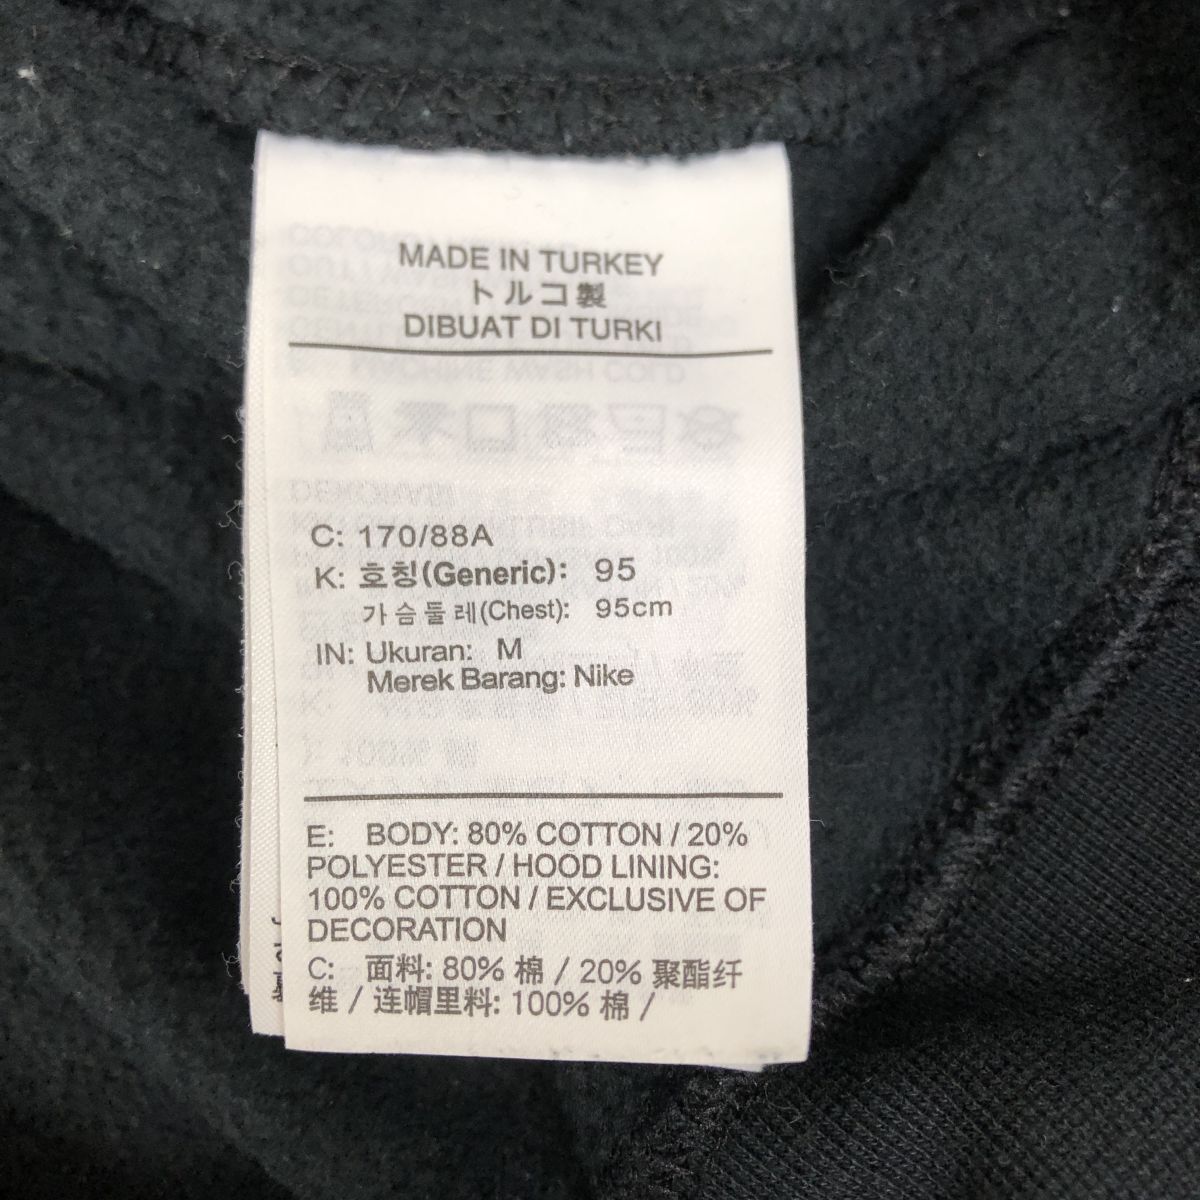 MADE IN TURKEY
トルコ製
DIBUAT DI TURKI
C: 170/88A
K: 호칭(Generic): 95
가슴둘레(Chest): 95cm
IN: Ukuran: M
Merek Barang: Nike
E: BODY: 80% COTTON / 20%
POLYESTER / HOOD LINING:
100% COTTON / EXCLUSIVE OF
DECORATION
C: 面料: 80% 棉 / 20% 聚酯纤
维 / 连帽里料: 100% 棉 /